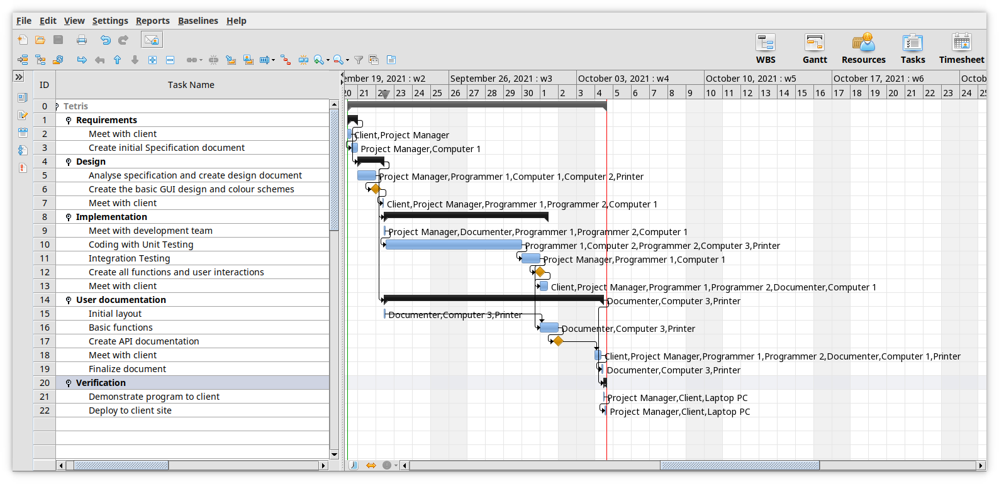 File Edit View Settings Reports Baselines Help
WBS Gantt Resources Tasks Timesheet
ID Task Name
ember 19, 2021 : w2 September 26, 2021 : w3 October 03, 2021 : w4 October 10, 2021 : w5 October 17, 2021 : w6 Octob
20 21 22 23 24 25 26 27 28 29 30 1 2 3 4 5 6 7 8 9 10 11 12 13 14 15 16 17 18 19 20 21 22 23 24 25
0 Tetris
1 Requirements
2 Meet with client Client,Project Manager
3 Create initial Specification document Project Manager,Computer 1
4 Design
5 Analyse specification and create design document Project Manager,Programmer 1,Computer 1,Computer 2,Printer
6 Create the basic GUI design and colour schemes
7 Meet with client Client,Project Manager,Programmer 1,Programmer 2,Computer 1
8 Implementation
9 Meet with development team Project Manager,Documenter,Programmer 1,Programmer 2,Computer 1
10 Coding with Unit Testing Programmer 1,Computer 2,Programmer 2,Computer 3,Printer
11 Integration Testing Project Manager,Programmer 1,Computer 1
12 Create all functions and user interactions
13 Meet with client Client,Project Manager,Programmer 1,Programmer 2,Documenter,Computer 1
14 User documentation Documenter,Computer 3,Printer
15 Initial layout Documenter,Computer 3,Printer
16 Basic functions Documenter,Computer 3,Printer
17 Create API documentation
18 Meet with client Client,Project Manager,Programmer 1,Programmer 2,Documenter,Computer 1,Printer
19 Finalize document Documenter,Computer 3,Printer
20 Verification
21 Demonstrate program to client Project Manager,Client,Laptop PC
22 Deploy to client site Project Manager,Client,Laptop PC